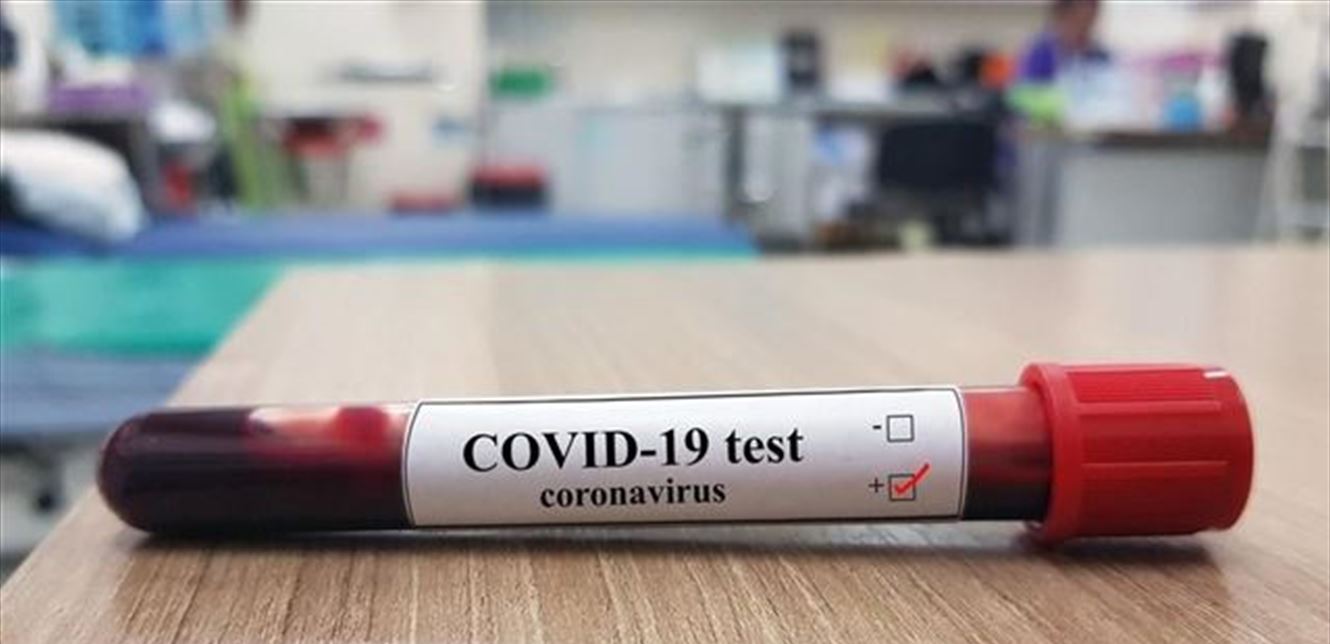 COVID-19 test
coronavirus
-☐
+☑